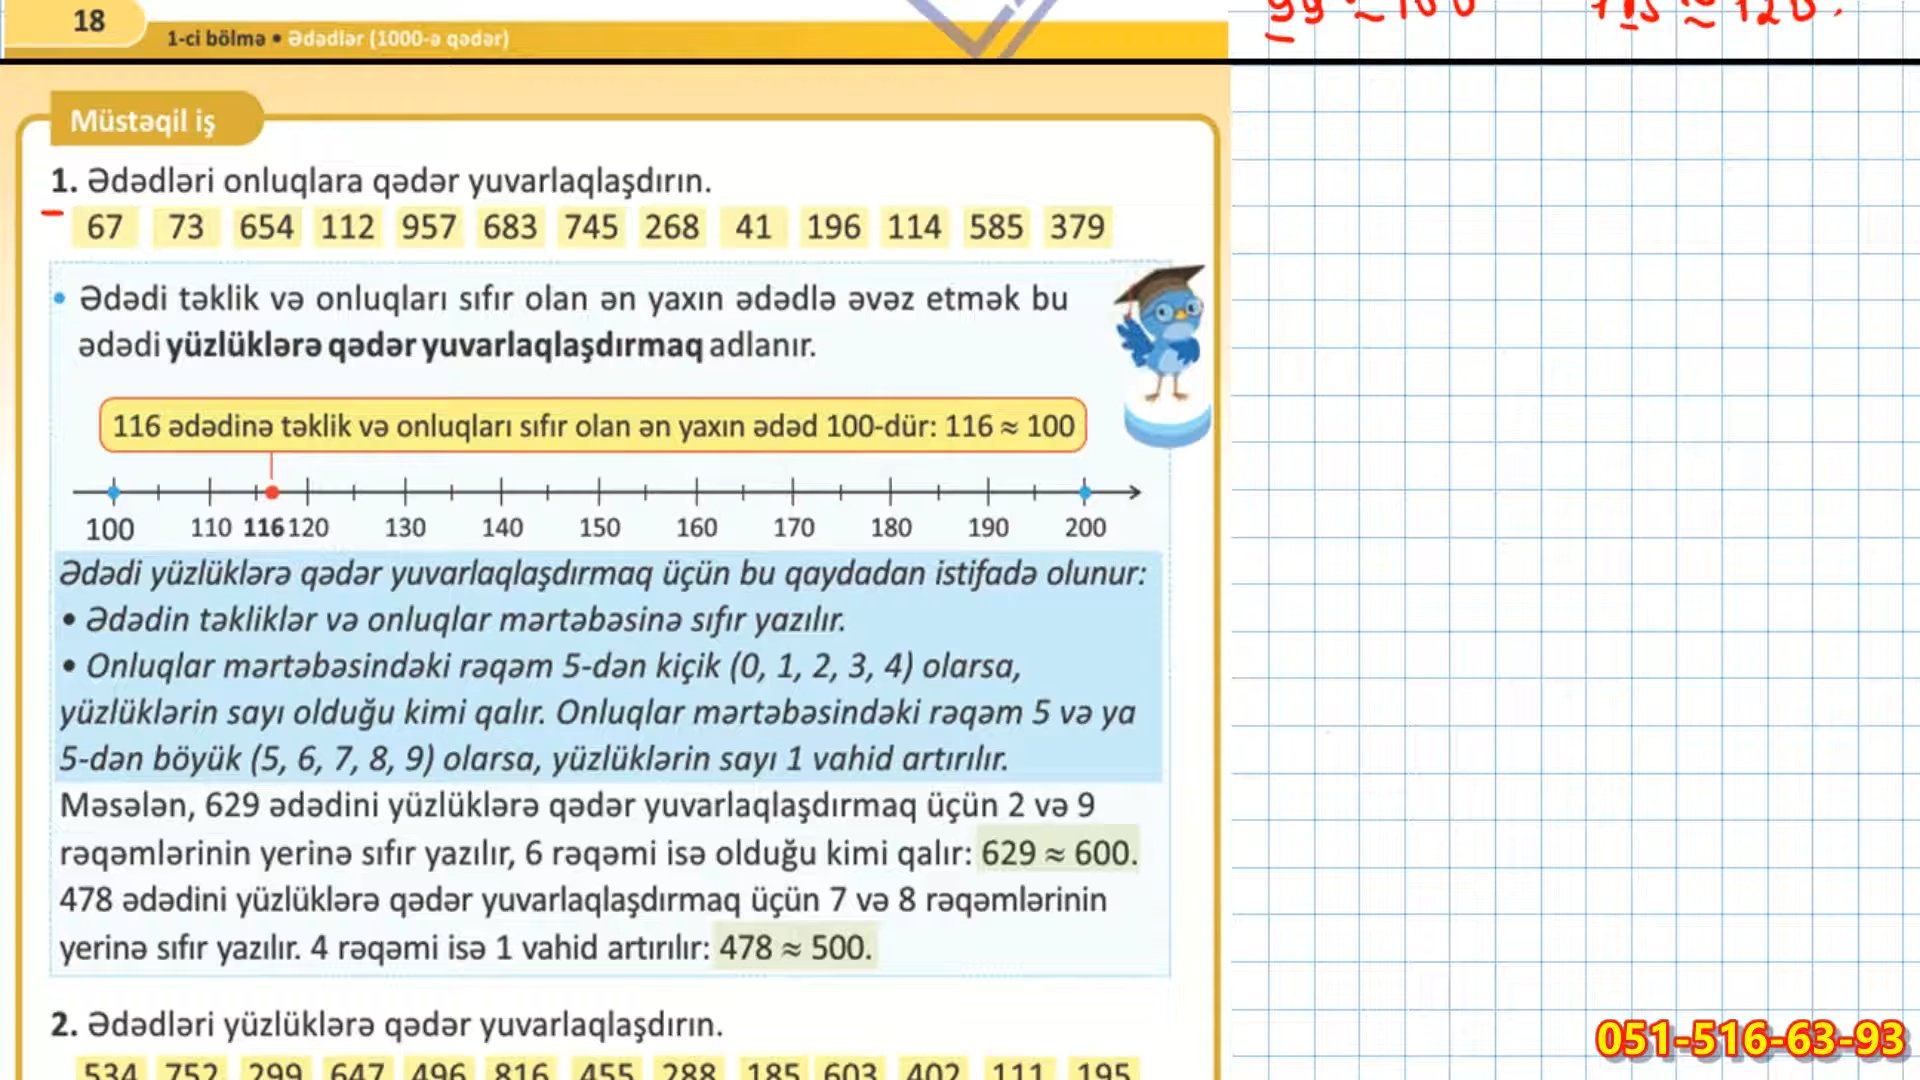 18
1-ci bölmə • Ədədlər (1000-ə qədər)
Müstəqil iş
1. Ədədləri onluqlara qədər yuvarlaqlaşdırın.
67 73 654 112 957 683 745 268 41 196 114 585 379
• Ədədi təklik və onluqları sıfır olan ən yaxın ədədlə əvəz etmək bu
ədədi yüzlüklərə qədər yuvarlaqlaşdırmaq adlanır.
116 ədədinə təklik və onluqları sıfır olan ən yaxın ədəd 100-dür: 116 ≈ 100
100 110 116 120 130 140 150 160 170 180 190 200
Ədədi yüzlüklərə qədər yuvarlaqlaşdırmaq üçün bu qaydadan istifadə olunur:
• Ədədin təkliklər və onluqlar mərtəbəsinə sıfır yazılır.
• Onluqlar mərtəbəsindəki rəqəm 5-dən kiçik (0, 1, 2, 3, 4) olarsa,
yüzlüklərin sayı olduğu kimi qalır. Onluqlar mərtəbəsindəki rəqəm 5 və ya
5-dən böyük (5, 6, 7, 8, 9) olarsa, yüzlüklərin sayı 1 vahid artırılır.
Məsələn, 629 ədədini yüzlüklərə qədər yuvarlaqlaşdırmaq üçün 2 və 9
rəqəmlərinin yerinə sıfır yazılır, 6 rəqəmi isə olduğu kimi qalır: 629 ≈ 600.
478 ədədini yüzlüklərə qədər yuvarlaqlaşdırmaq üçün 7 və 8 rəqəmlərinin
yerinə sıfır yazılır. 4 rəqəmi isə 1 vahid artırılır: 478 ≈ 500.
2. Ədədləri yüzlüklərə qədər yuvarlaqlaşdırın.
534 752 299 647 496 816 455 288 185 603 402 111 195
051-516-63-93